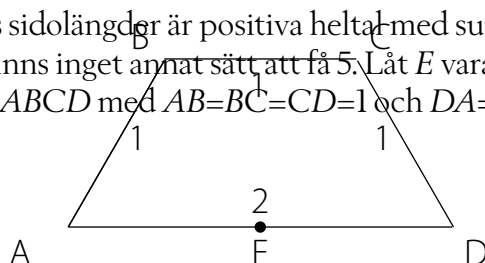 s sidolängder är positiva heltal med su
B C
nns inget annat sätt att få 5. Låt E vara
1
ABCD med AB=BC=CD=1 och DA=
1 1
2
A E D